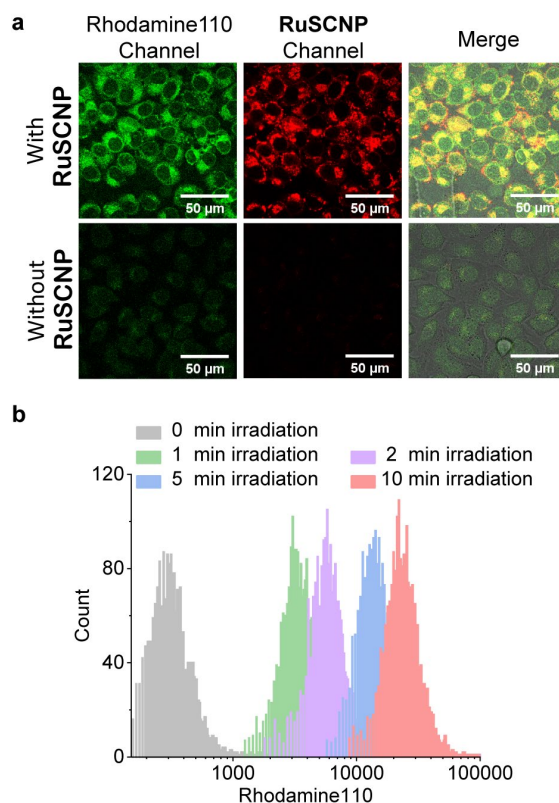 a
Rhodamine110
Channel
RuSCNP
Channel
Merge
With
RuSCNP
50 µm
50 µm
50 µm
Without
RuSCNP
50 µm
50 µm
50 µm
b
0 min irradiation
1 min irradiation
2 min irradiation
5 min irradiation
10 min irradiation
120
80
40
0
Count
1000
10000
100000
Rhodamine110